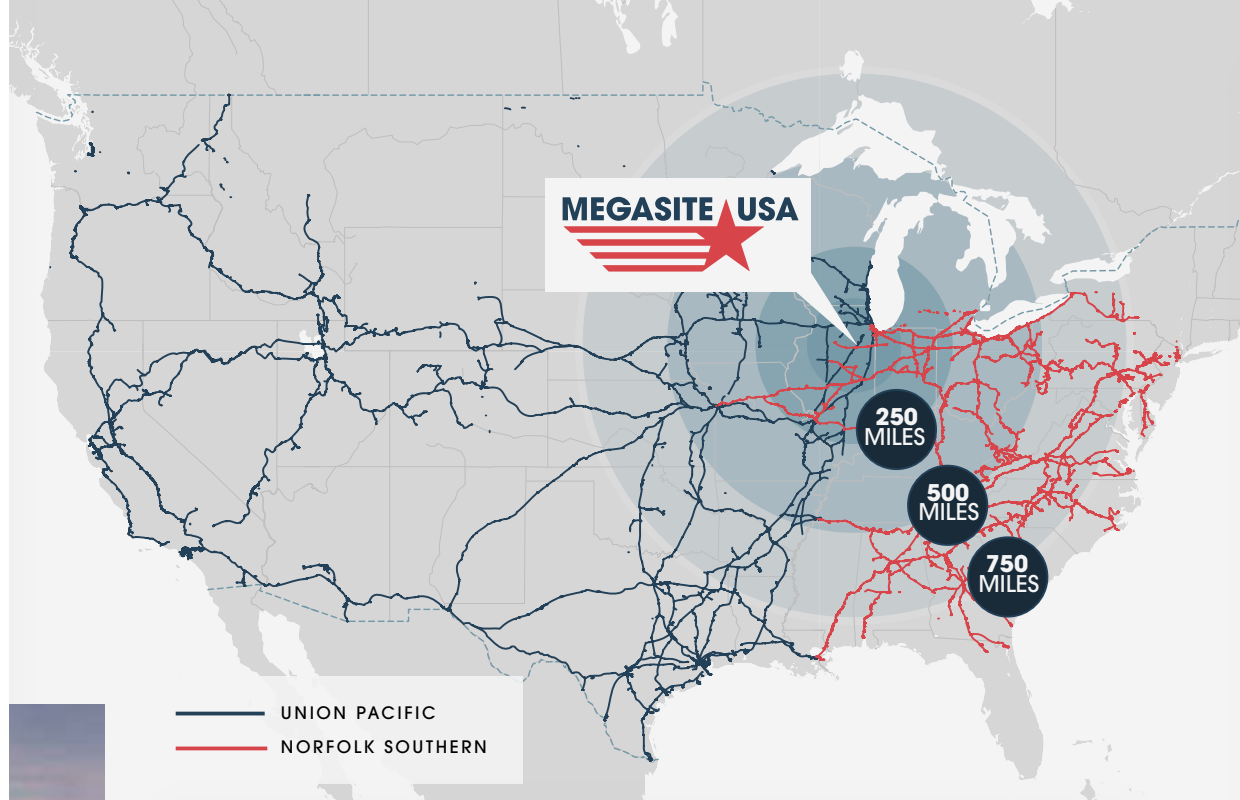 MEGASITE USA
250
MILES
500
MILES
750
MILES
UNION PACIFIC
NORFOLK SOUTHERN